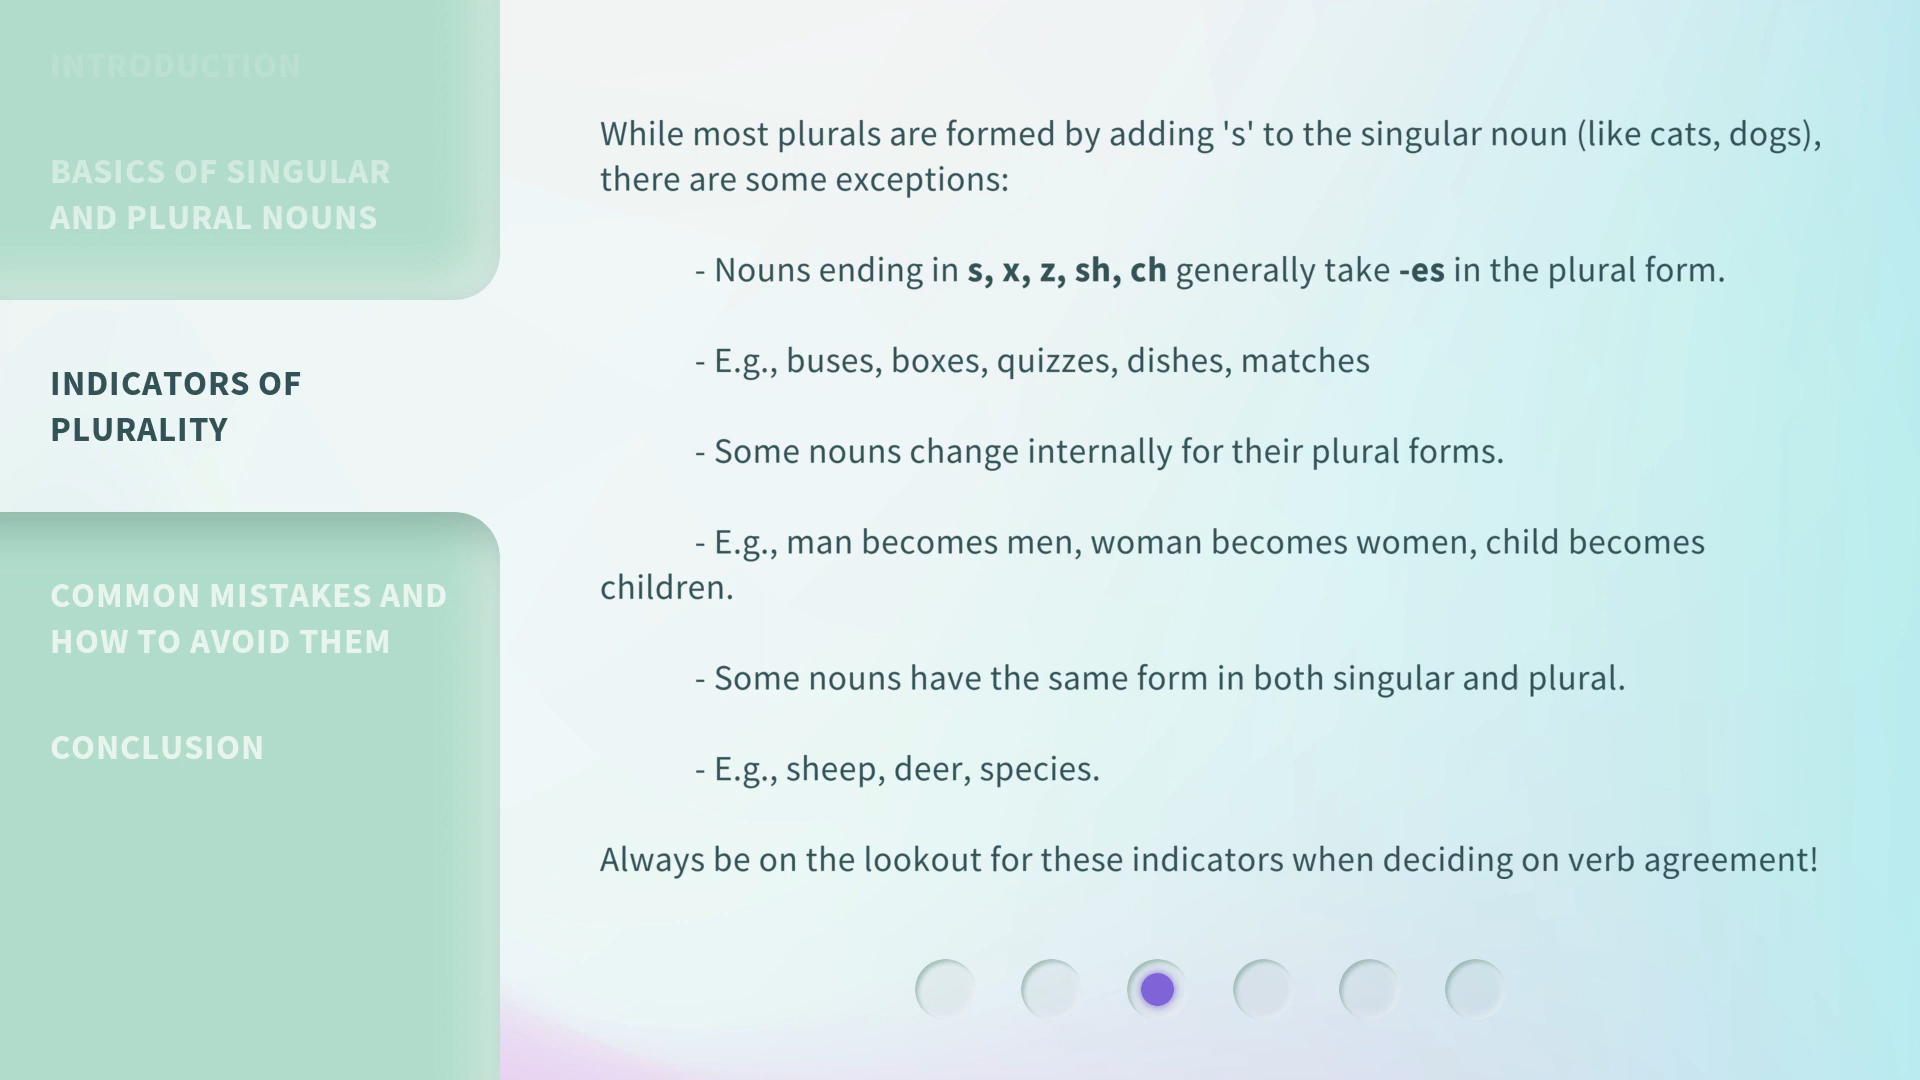 INTRODUCTION
BASICS OF SINGULAR
AND PLURAL NOUNS
INDICATORS OF
PLURALITY
COMMON MISTAKES AND
HOW TO AVOID THEM
CONCLUSION
While most plurals are formed by adding 's' to the singular noun (like cats, dogs),
there are some exceptions:
- Nouns ending in s, x, z, sh, ch generally take -es in the plural form.
- E.g., buses, boxes, quizzes, dishes, matches
- Some nouns change internally for their plural forms.
- E.g., man becomes men, woman becomes women, child becomes
children.
- Some nouns have the same form in both singular and plural.
- E.g., sheep, deer, species.
Always be on the lookout for these indicators when deciding on verb agreement!